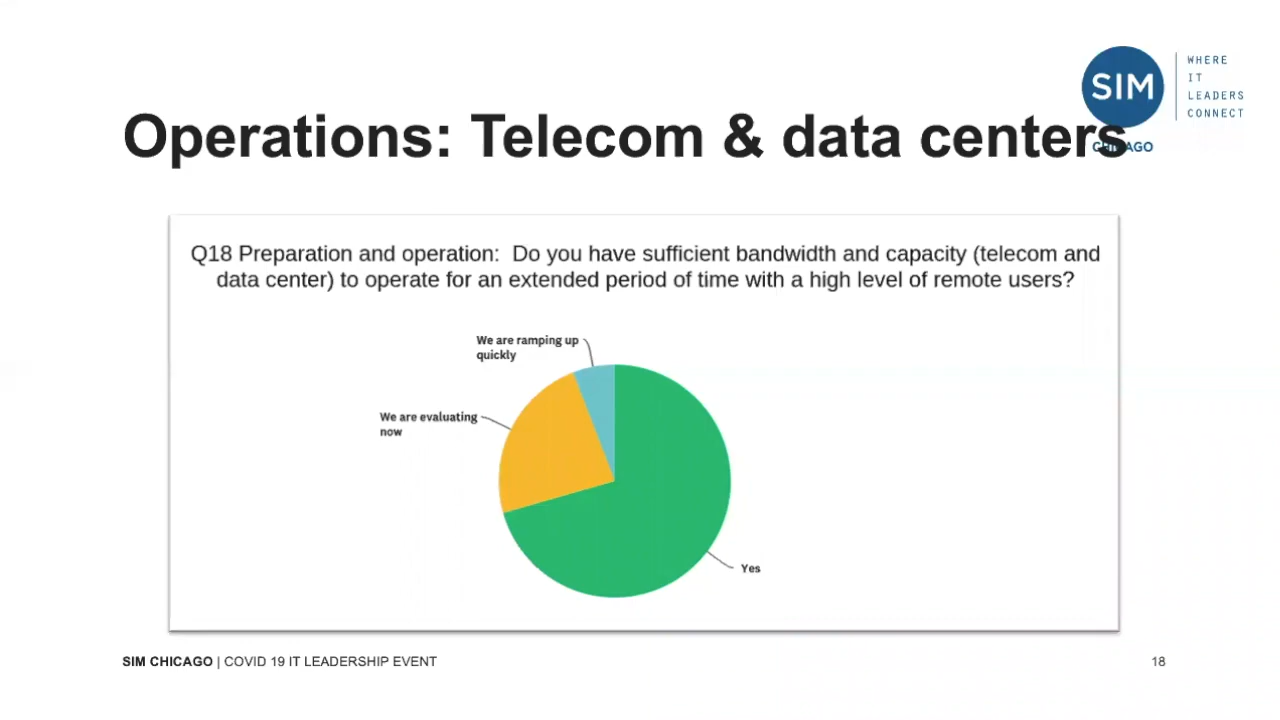 SIM
WHERE
IT
LEADERS
CONNECT
CHICAGO
Operations: Telecom & data centers
Q18 Preparation and operation: Do you have sufficient bandwidth and capacity (telecom and
data center) to operate for an extended period of time with a high level of remote users?
We are ramping up
quickly
We are evaluating
now
Yes
SIM CHICAGO | COVID 19 IT LEADERSHIP EVENT
18